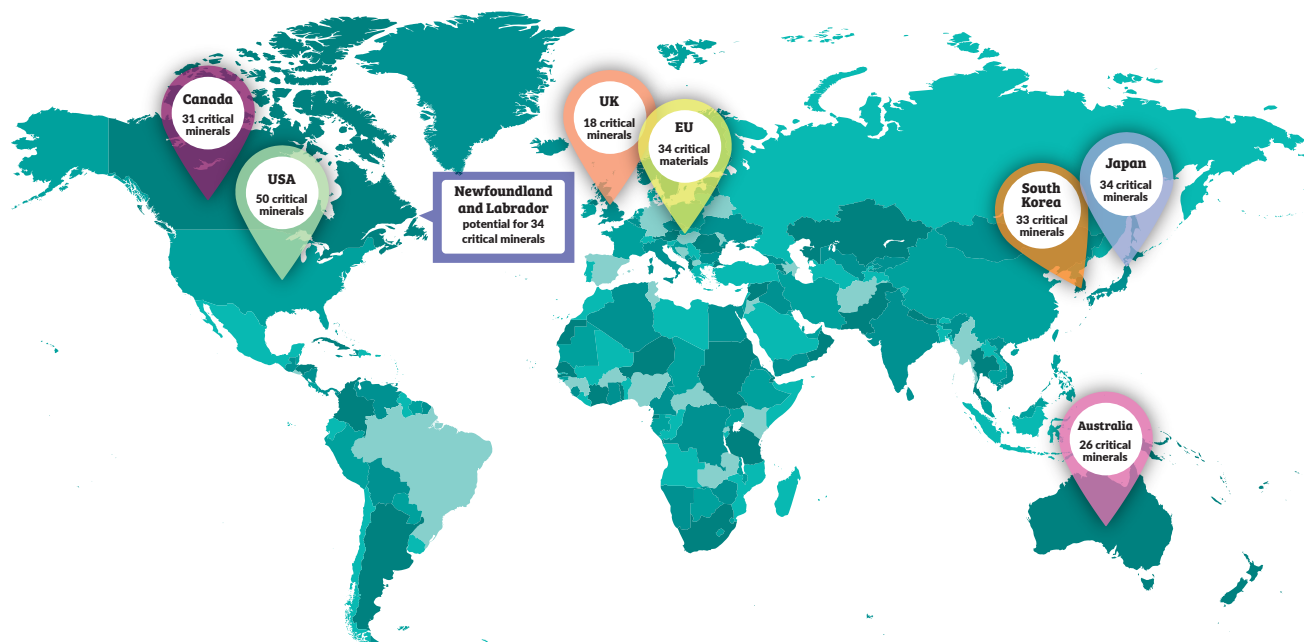 Canada
31 critical
minerals
USA
50 critical
minerals
Newfoundland
and Labrador
potential for 34
critical minerals
UK
18 critical
minerals
EU
34 critical
materials
South
Korea
33 critical
minerals
Japan
34 critical
minerals
Australia
26 critical
minerals